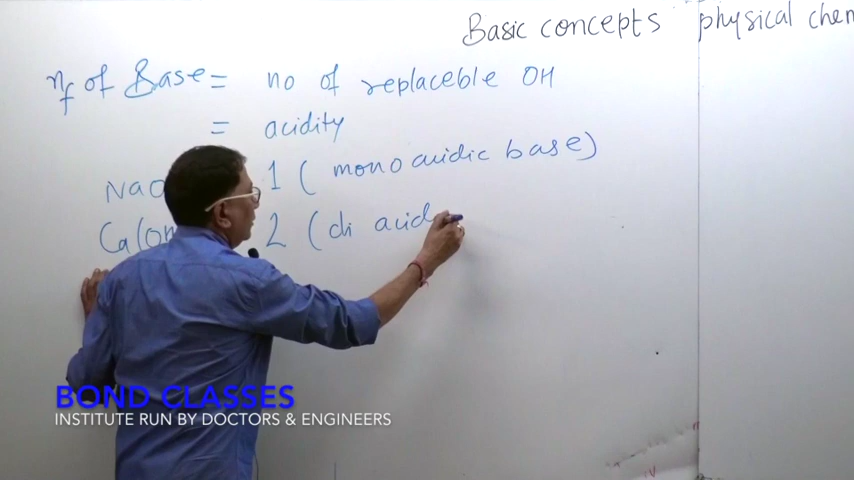 Basic concepts physical chem
nf of Base = no of replaceble OH
= acidity
NaO 1 ( mono acidic base )
Ca(OH 2 ( di acid
BOND CLASSES
INSTITUTE RUN BY DOCTORS & ENGINEERS